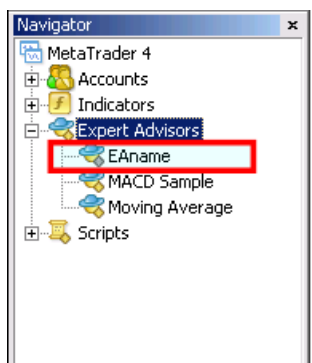 Navigator
MetaTrader 4
Accounts
Indicators
Expert Advisors
EAname
MACD Sample
Moving Average
Scripts